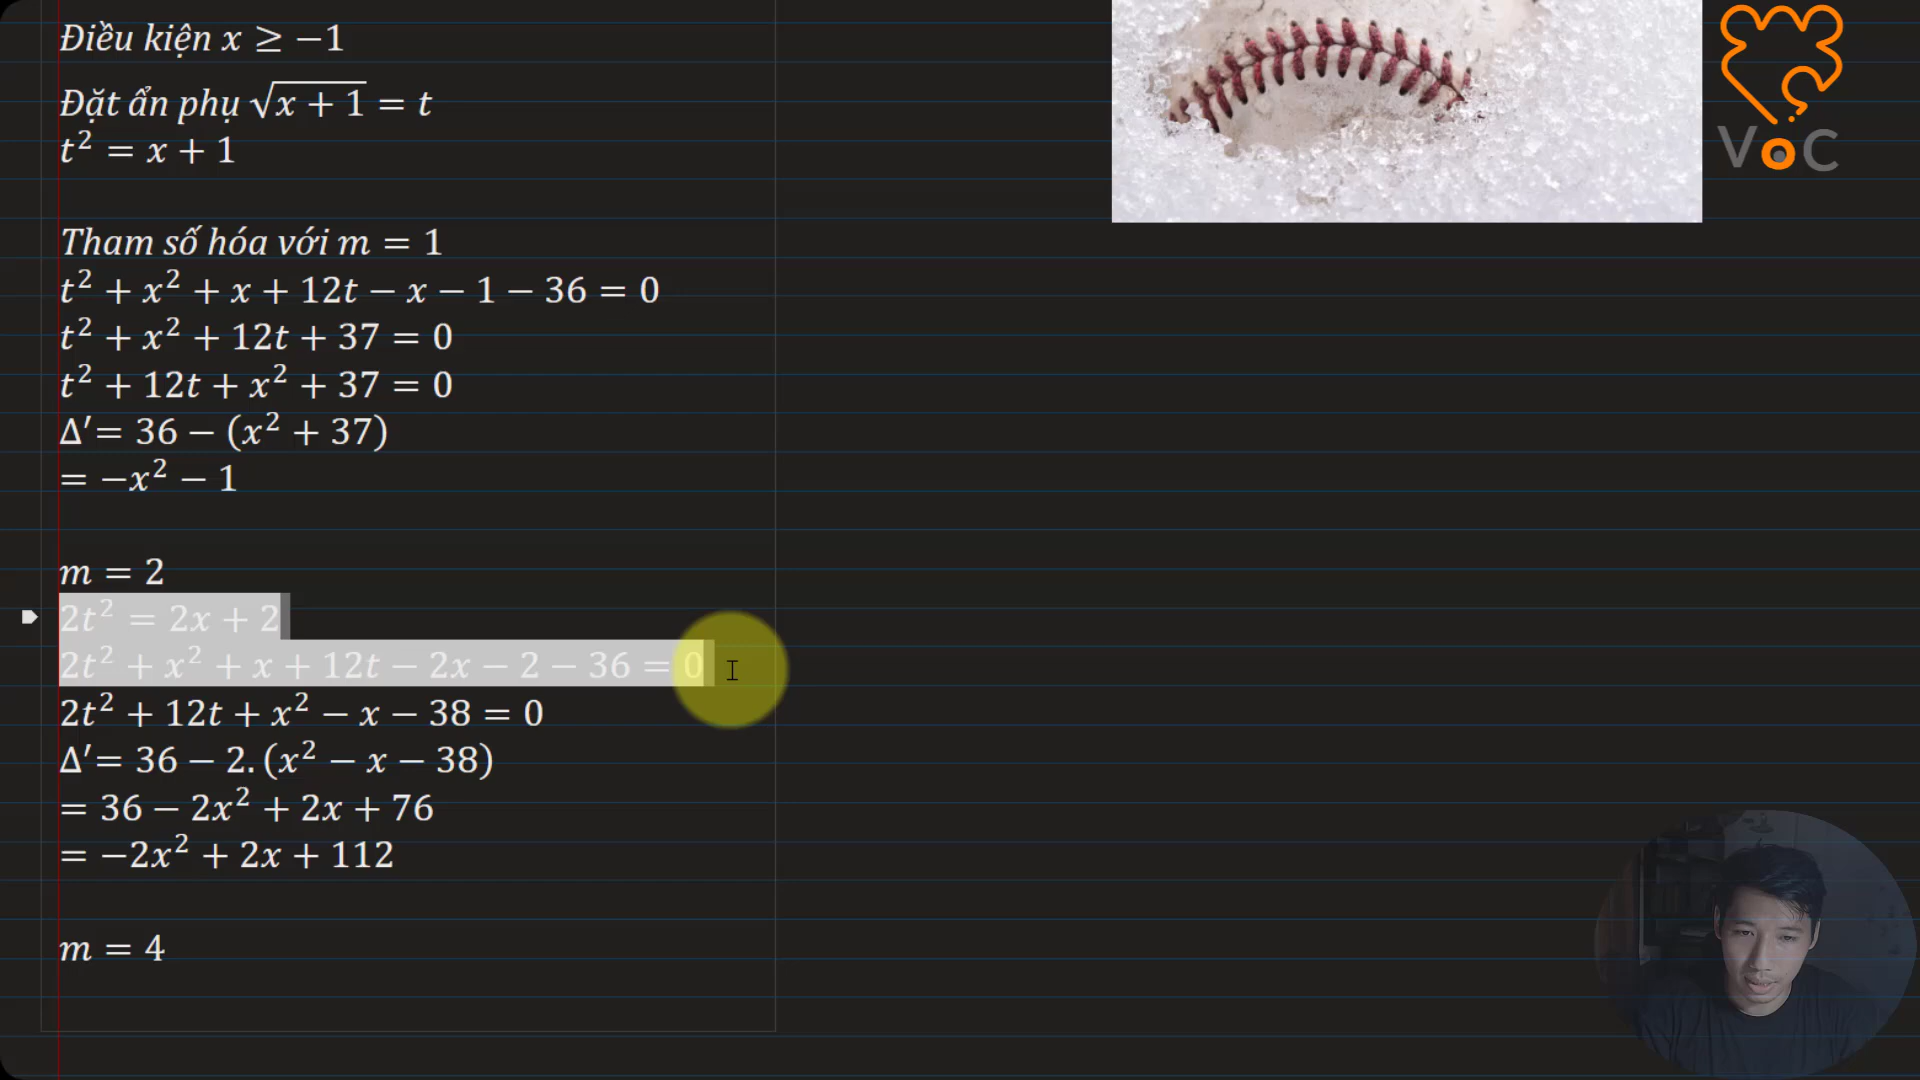 Điều kiện x ≥ −1
Đặt ẩn phụ √(x + 1) = t
t² = x + 1
Tham số hóa với m = 1
t² + x² + x + 12t − x − 1 − 36 = 0
t² + x² + 12t + 37 = 0
t² + 12t + x² + 37 = 0
Δ′= 36 − (x² + 37)
= −x² − 1
m = 2
2t² = 2x + 2
2t² + x² + x + 12t − 2x − 2 − 36 = 0
2t² + 12t + x² − x − 38 = 0
Δ′= 36 − 2. (x² − x − 38)
= 36 − 2x² + 2x + 76
= −2x² + 2x + 112
m = 4
VoC